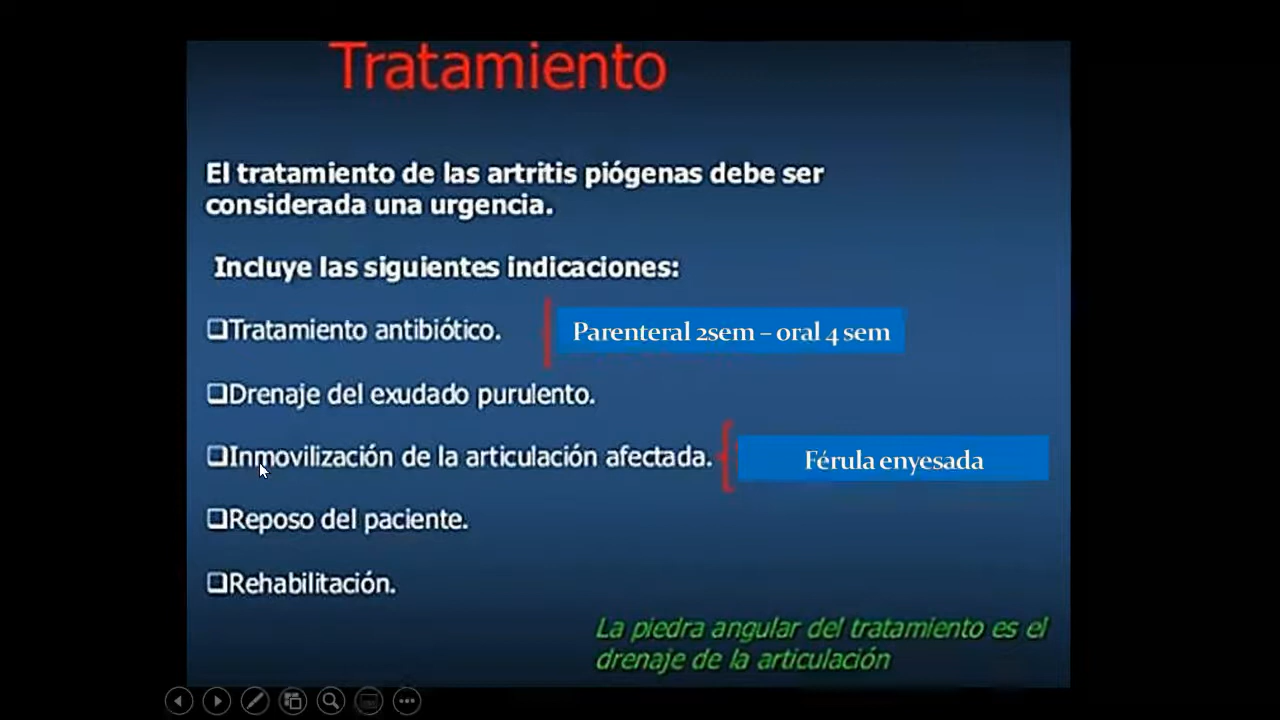 Tratamiento
El tratamiento de las artritis piógenas debe ser
considerada una urgencia.
Incluye las siguientes indicaciones:
❑Tratamiento antibiótico.
Parenteral 2sem – oral 4 sem
❑Drenaje del exudado purulento.
❑Inmovilización de la articulación afectada.
Férula enyesada
❑Reposo del paciente.
❑Rehabilitación.
La piedra angular del tratamiento es el
drenaje de la articulación